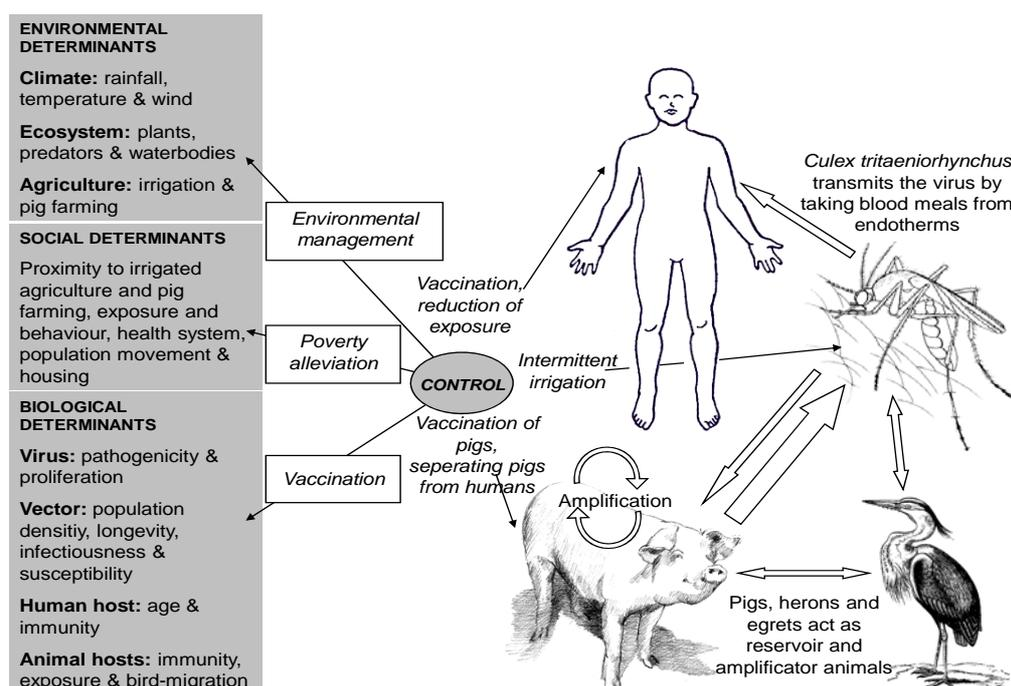 ENVIRONMENTAL
DETERMINANTS
Climate: rainfall,
temperature & wind
Ecosystem: plants,
predators & waterbodies
Agriculture: irrigation &
pig farming
SOCIAL DETERMINANTS
Proximity to irrigated
agriculture and pig
farming, exposure and
behaviour, health system,
population movement &
housing
BIOLOGICAL
DETERMINANTS
Virus: pathogenicity &
proliferation
Vector: population
densitiy, longevity,
infectiousness &
susceptibility
Human host: age &
immunity
Animal hosts: immunity,
exposure & bird-migration
Environmental
management
Poverty
alleviation
Vaccination
CONTROL
Vaccination,
reduction of
exposure
Intermittent
irrigation
Vaccination of
pigs,
seperating pigs
from humans
Amplification
Culex tritaeniorhynchus
transmits the virus by
taking blood meals from
endotherms
Pigs, herons and
egrets act as
reservoir and
amplificator animals